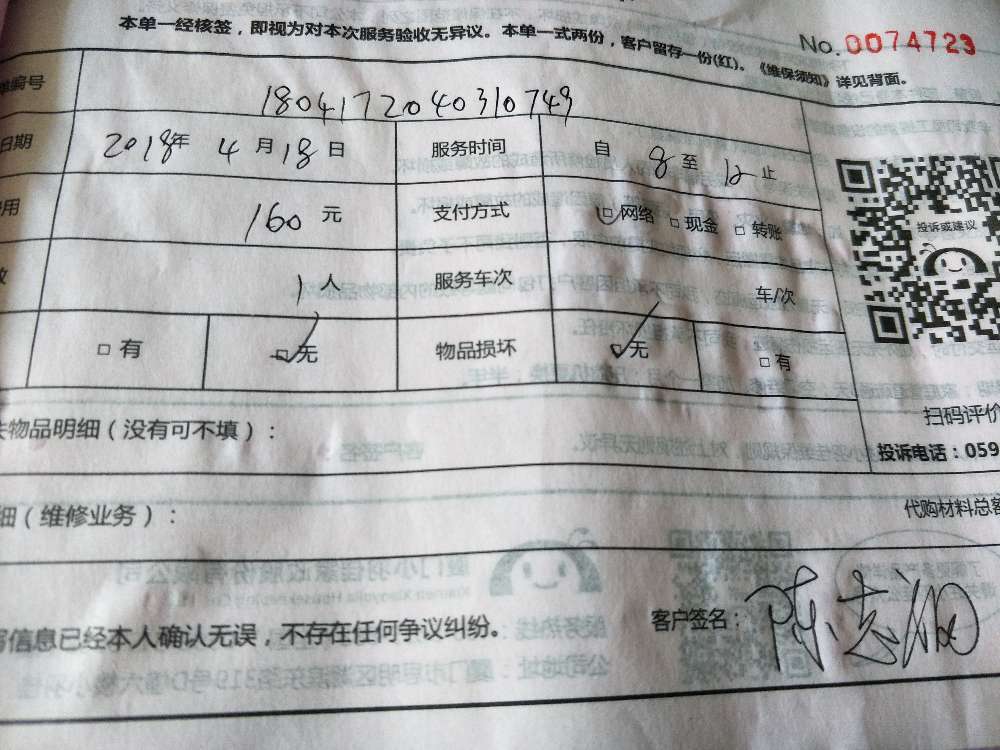 本单一经核签，即视为对本次服务验收无异议。本单一式两份，客户留存一份(红)。《维保须知》详见背面。
No.0074723
单编号 1804172040310749
日期 2018年 4月18日 服务时间 自 8 至 12 止
费用 160 元 支付方式 □网络 □现金 □转账
1人 服务车次 车/次
□有 □无 物品损坏 □无 □有
投诉或建议
扫码评价
物品明细（没有可不填）：
投诉电话：059
细（维修业务）：
代购材料总
信息已经本人确认无误，不存在任何争议纠纷。
客户签名：陈志